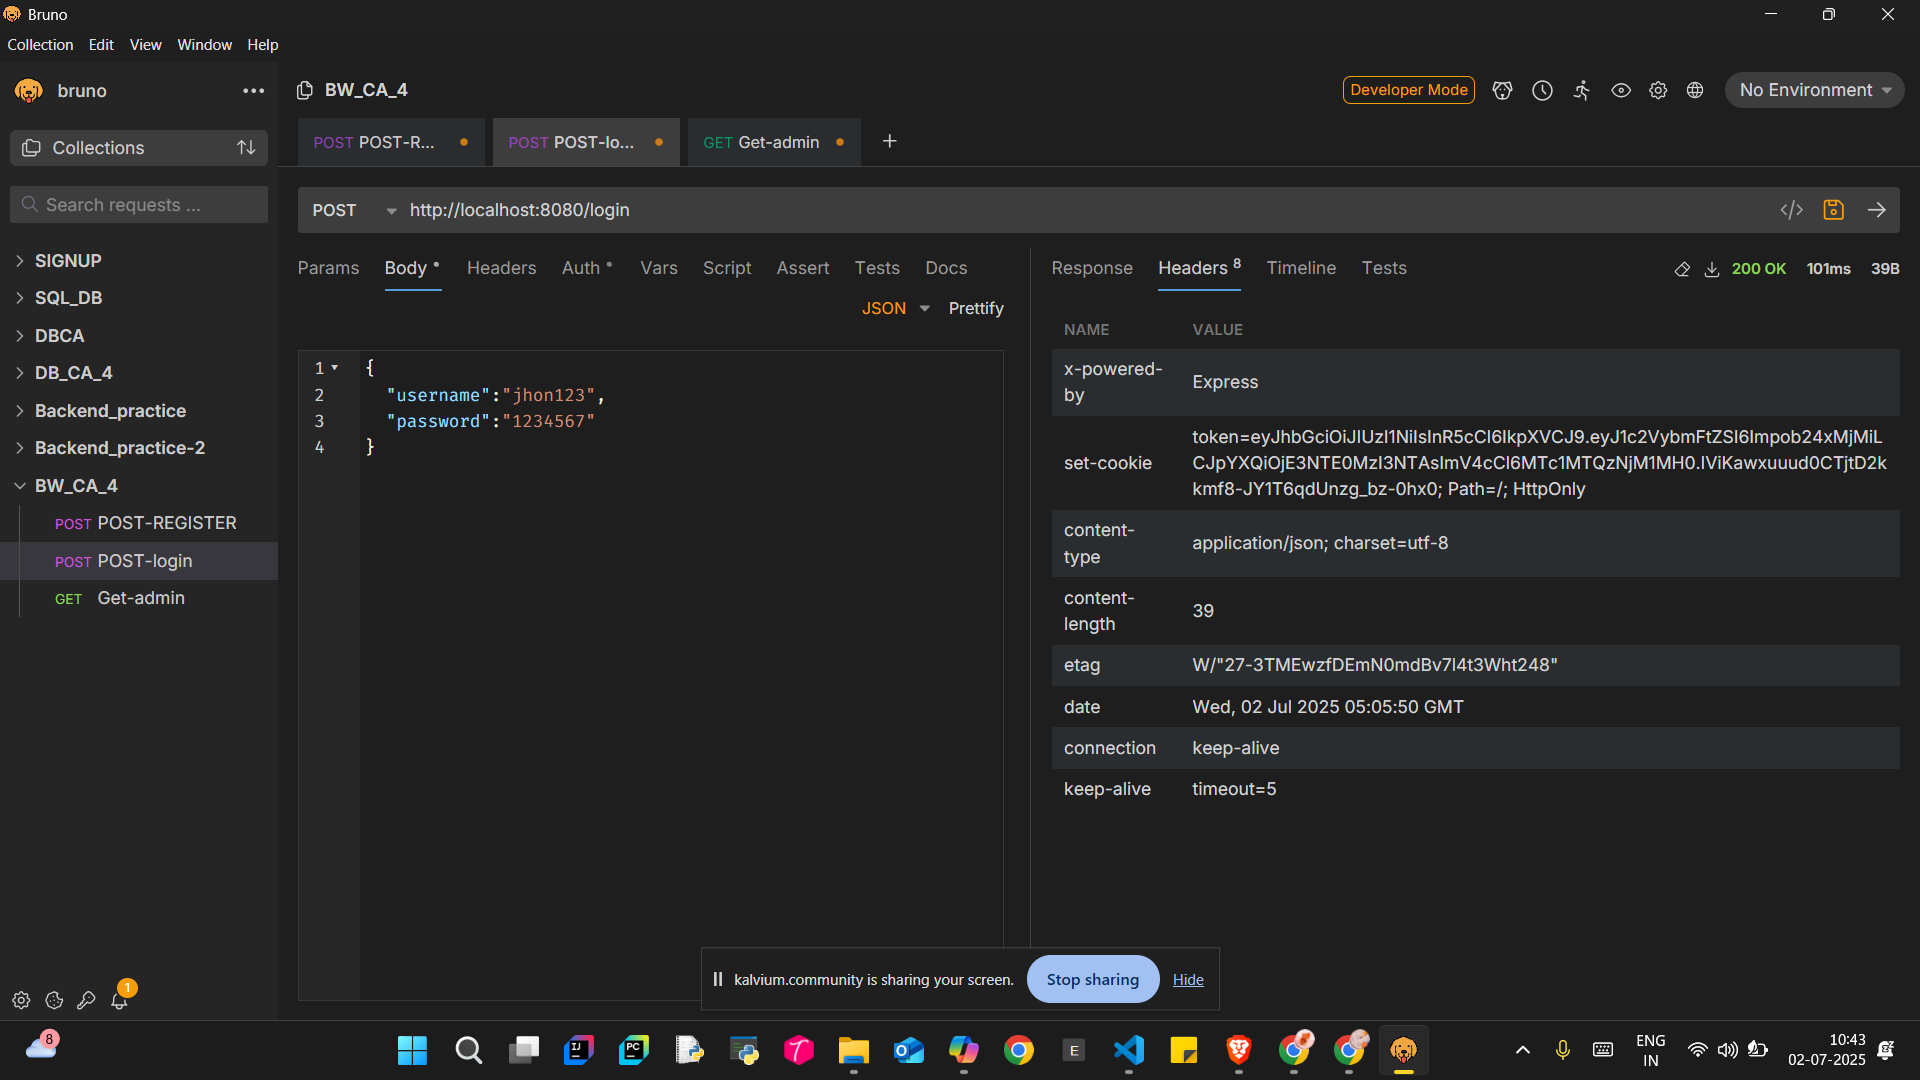 Bruno
Collection Edit View Window Help
bruno
BW_CA_4
Developer Mode
No Environment
Collections
POST POST-R...
POST POST-lo...
GET Get-admin
Search requests ...
POST http://localhost:8080/login
SIGNUP
SQL_DB
DBCA
DB_CA_4
Backend_practice
Backend_practice-2
BW_CA_4
POST POST-REGISTER
POST POST-login
GET Get-admin
Params Body Headers Auth Vars Script Assert Tests Docs
JSON Prettify
1 {
2 "username":"jhon123",
3 "password":"1234567"
4 }
Response Headers 8 Timeline Tests
200 OK 101ms 39B
NAME VALUE
x-powered-
by
Express
set-cookie
token=eyJhbGciOiJIUzI1NiIsInR5cCI6IkpXVCJ9.eyJ1c2VybmFtZSI6Impob24xMjMiL
CJpYXQiOjE3NTE0MzI3NTAsImV4cCI6MTc1MTQzNjM1MH0.IViKawxuuud0CTjtD2k
kmf8-JY1T6qdUnzg_bz-0hx0; Path=/; HttpOnly
content-
type
application/json; charset=utf-8
content-
length
39
etag W/"27-3TMEwzfDEmN0mdBv7l4t3Wht248"
date Wed, 02 Jul 2025 05:05:50 GMT
connection keep-alive
keep-alive timeout=5
1
kalvium.community is sharing your screen.
Stop sharing
Hide
8
IJ
PC
E
ENG
IN
10:43
02-07-2025